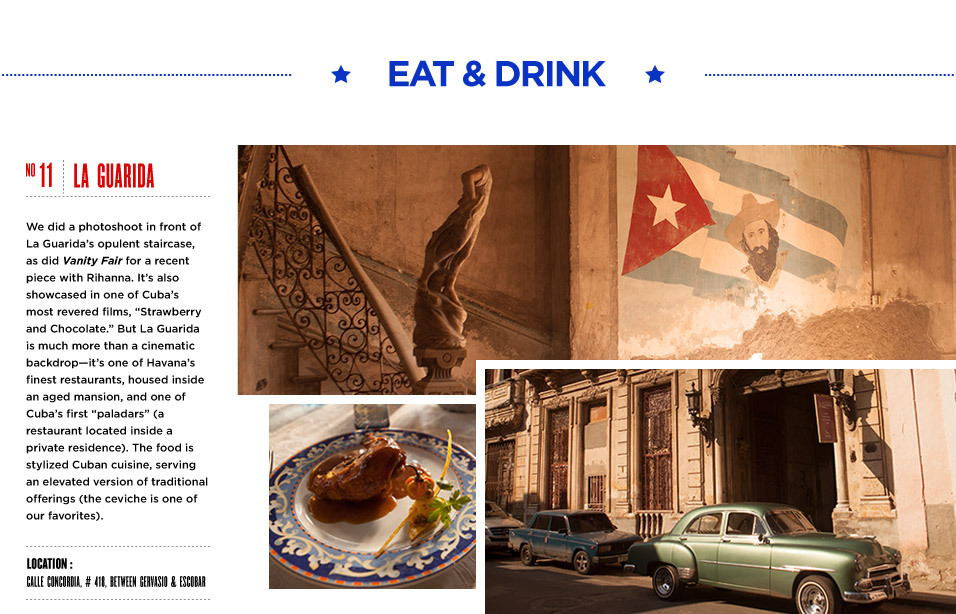 EAT & DRINK
NO 11 LA GUARIDA
We did a photoshoot in front of
La Guarida’s opulent staircase,
as did Vanity Fair for a recent
piece with Rihanna. It’s also
showcased in one of Cuba’s
most revered films, “Strawberry
and Chocolate.” But La Guarida
is much more than a cinematic
backdrop—it’s one of Havana’s
finest restaurants, housed inside
an aged mansion, and one of
Cuba’s first “paladars” (a
restaurant located inside a
private residence). The food is
stylized Cuban cuisine, serving
an elevated version of traditional
offerings (the ceviche is one of
our favorites).
LOCATION :
CALLE CONCORDIA, # 418, BETWEEN GERVASIO & ESCOBAR